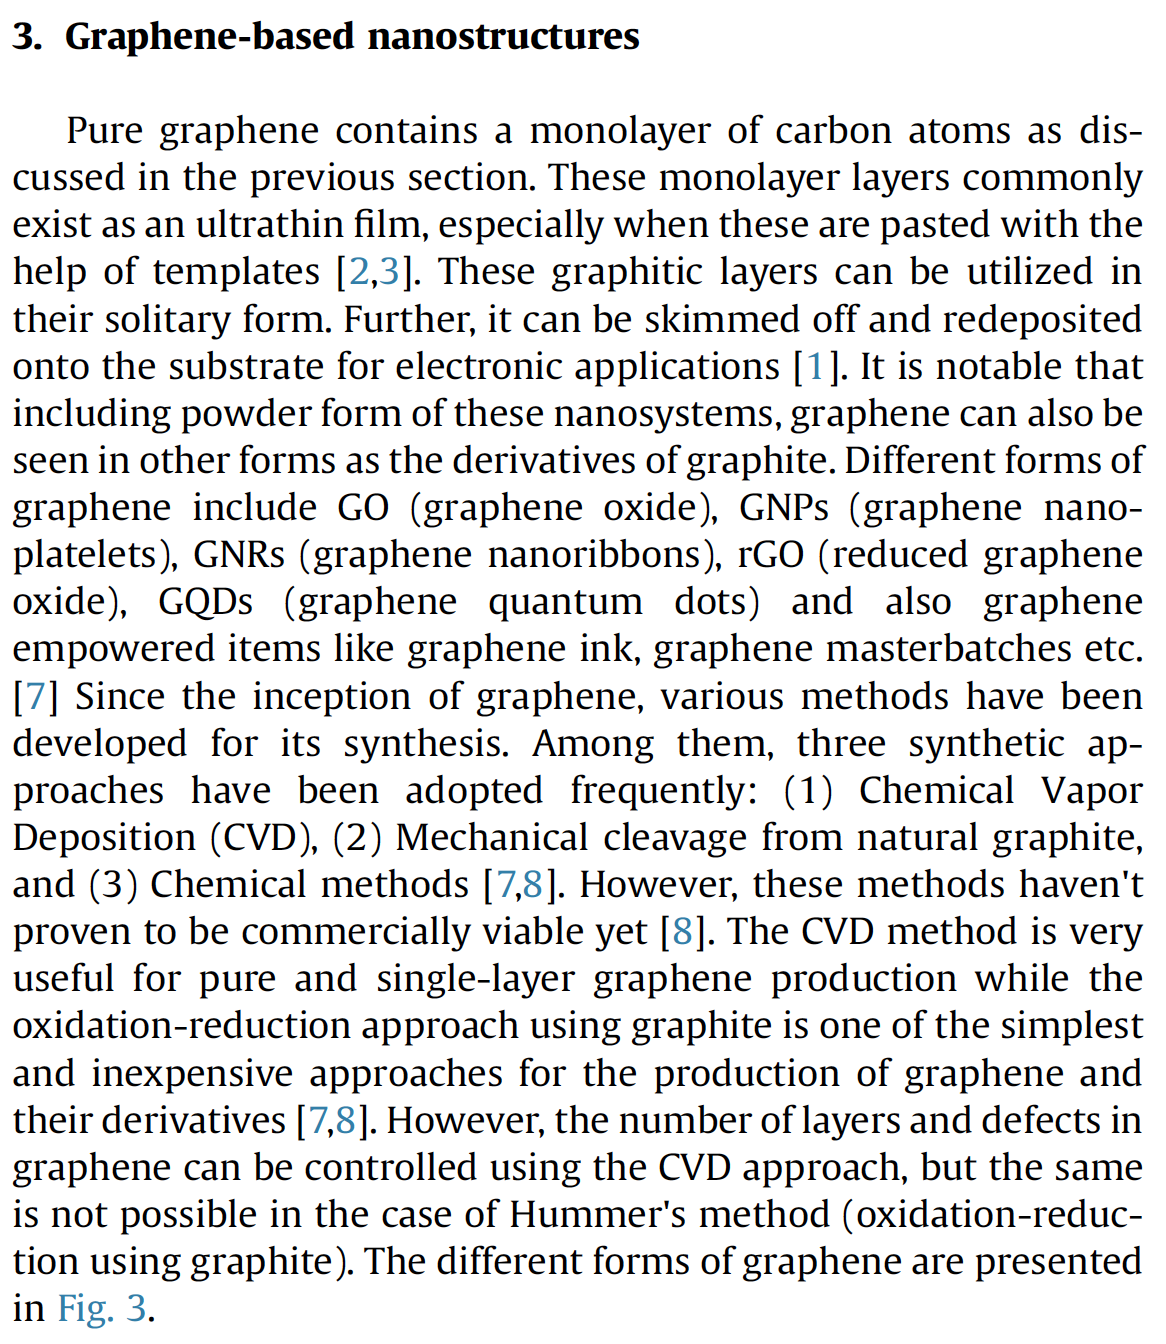 3. Graphene-based nanostructures
Pure graphene contains a monolayer of carbon atoms as dis-
cussed in the previous section. These monolayer layers commonly
exist as an ultrathin film, especially when these are pasted with the
help of templates [2,3]. These graphitic layers can be utilized in
their solitary form. Further, it can be skimmed off and redeposited
onto the substrate for electronic applications [1]. It is notable that
including powder form of these nanosystems, graphene can also be
seen in other forms as the derivatives of graphite. Different forms of
graphene include GO (graphene oxide), GNPs (graphene nano-
platelets), GNRs (graphene nanoribbons), rGO (reduced graphene
oxide), GQDs (graphene quantum dots) and also graphene
empowered items like graphene ink, graphene masterbatches etc.
[7] Since the inception of graphene, various methods have been
developed for its synthesis. Among them, three synthetic ap-
proaches have been adopted frequently: (1) Chemical Vapor
Deposition (CVD), (2) Mechanical cleavage from natural graphite,
and (3) Chemical methods [7,8]. However, these methods haven't
proven to be commercially viable yet [8]. The CVD method is very
useful for pure and single-layer graphene production while the
oxidation-reduction approach using graphite is one of the simplest
and inexpensive approaches for the production of graphene and
their derivatives [7,8]. However, the number of layers and defects in
graphene can be controlled using the CVD approach, but the same
is not possible in the case of Hummer's method (oxidation-reduc-
tion using graphite). The different forms of graphene are presented
in Fig. 3.